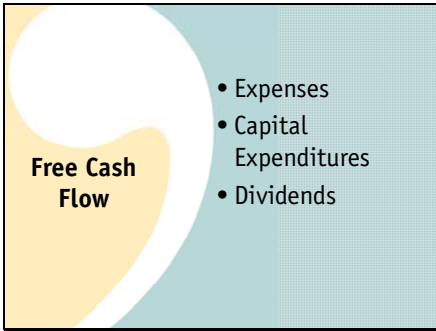 Free Cash
Flow
• Expenses
• Capital
Expenditures
• Dividends